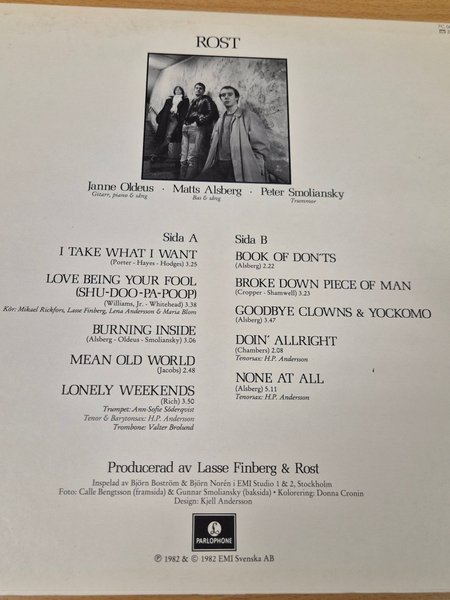 ROST
Janne Oldeus · Matts Alsberg · Peter Smoliansky
Gitarr, piano & sång Bas & sång Trummor
Sida A
I TAKE WHAT I WANT
(Porter - Hayes - Hodges) 3.25
LOVE BEING YOUR FOOL
(SHU-DOO-PA-POOP)
(Williams, Jr. - Whitehead) 3.38
Kör: Mikael Rickfors, Lasse Finberg, Lena Andersson & Maria Blom
BURNING INSIDE
(Alsberg - Oldeus - Smoliansky) 3.06
MEAN OLD WORLD
(Jacobs) 2.48
LONELY WEEKENDS
(Rich) 3.50
Trumpet: Ann-Sofie Söderqvist
Tenor & Barytonsax: H.P. Andersson
Trombone: Valter Brolund
Sida B
BOOK OF DON'TS
(Alsberg) 2.22
BROKE DOWN PIECE OF MAN
(Cropper - Shamwell) 3.23
GOODBYE CLOWNS & YOCKOMO
(Alsberg) 3.47
DOIN' ALLRIGHT
(Chambers) 2.08
Tenorsax: H.P. Andersson
NONE AT ALL
(Alsberg) 5.11
Tenorsax: H.P. Andersson
Producerad av Lasse Finberg & Rost
Inspelad av Björn Boström & Björn Norén i EMI Studio 1 & 2, Stockholm
Foto: Calle Bengtsson (framsida) & Gunnar Smoliansky (baksida) • Kolorering: Donna Cronin
Design: Kjell Andersson
PARLOPHONE
℗ 1982 & © 1982 EMI Svenska AB